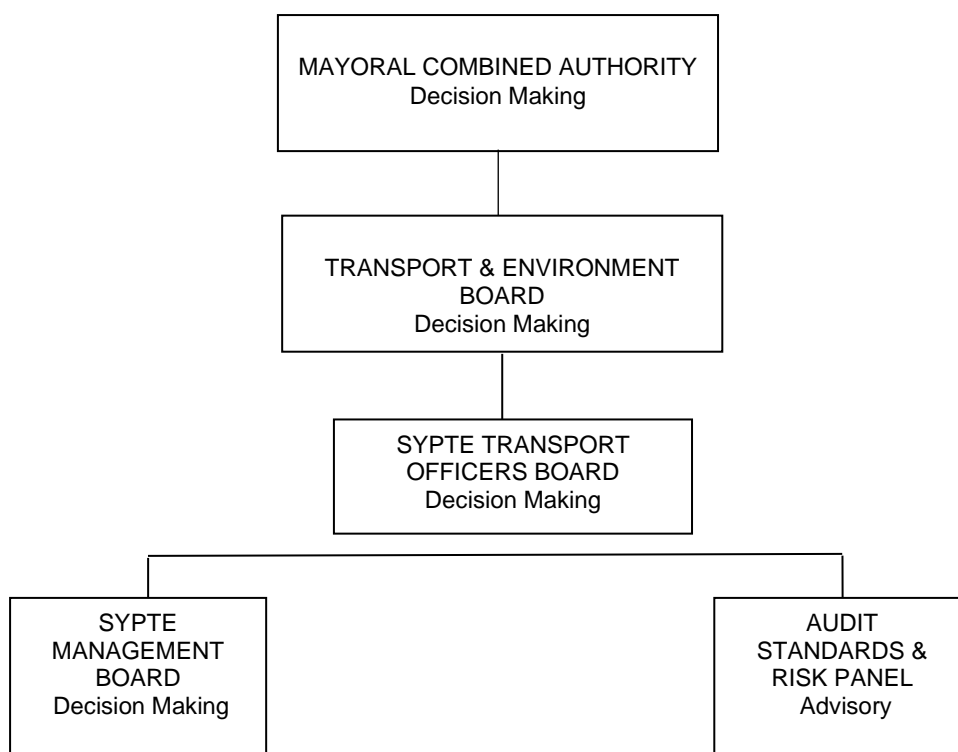 MAYORAL COMBINED AUTHORITY
Decision Making
TRANSPORT & ENVIRONMENT
BOARD
Decision Making
SYPTE TRANSPORT
OFFICERS BOARD
Decision Making
SYPTE
MANAGEMENT
BOARD
Decision Making
AUDIT
STANDARDS &
RISK PANEL
Advisory